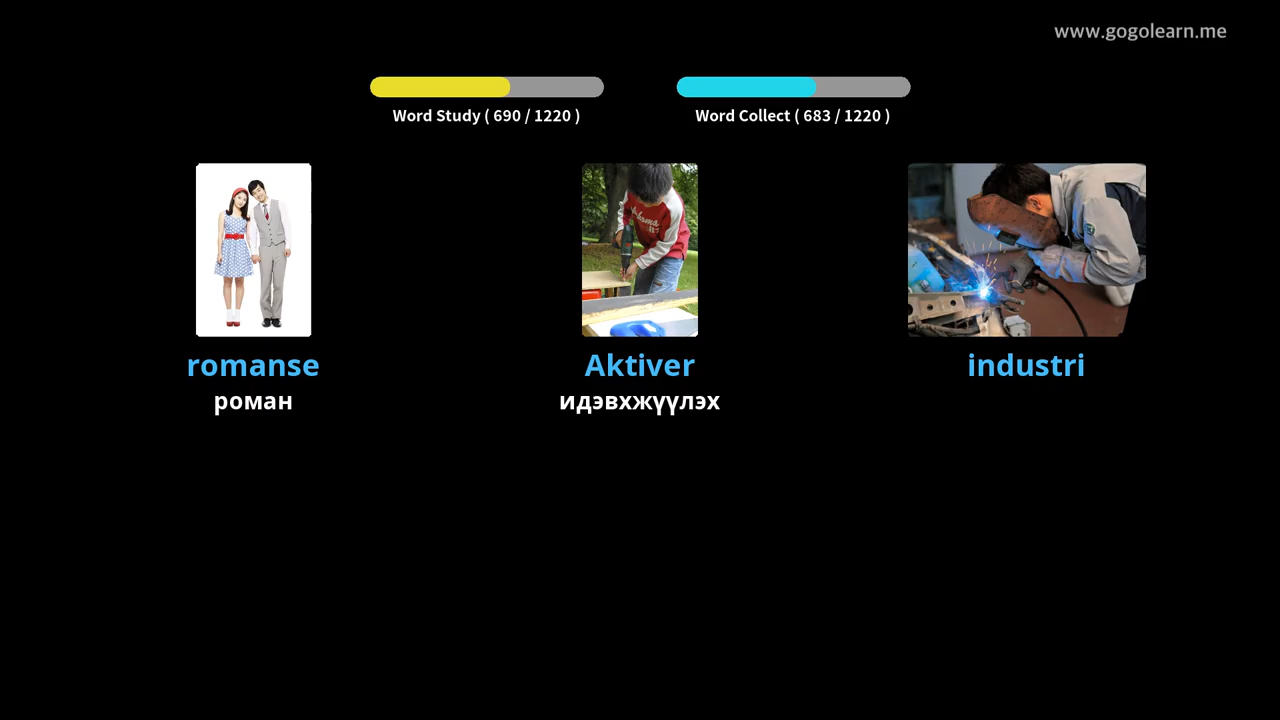 www.gogolearn.me
Word Study ( 690 / 1220 )
Word Collect ( 683 / 1220 )
romanse
роман
Aktiver
идэвхжүүлэх
industri